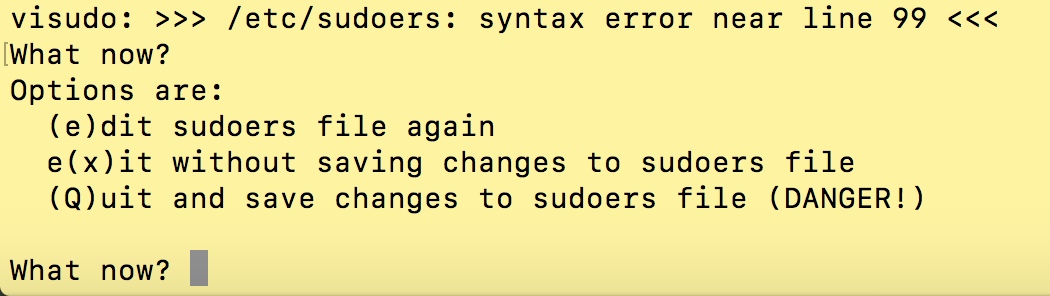 visudo: >>> /etc/sudoers: syntax error near line 99 <<<
[What now?
Options are:
  (e)dit sudoers file again
  e(x)it without saving changes to sudoers file
  (Q)uit and save changes to sudoers file (DANGER!)

What now?